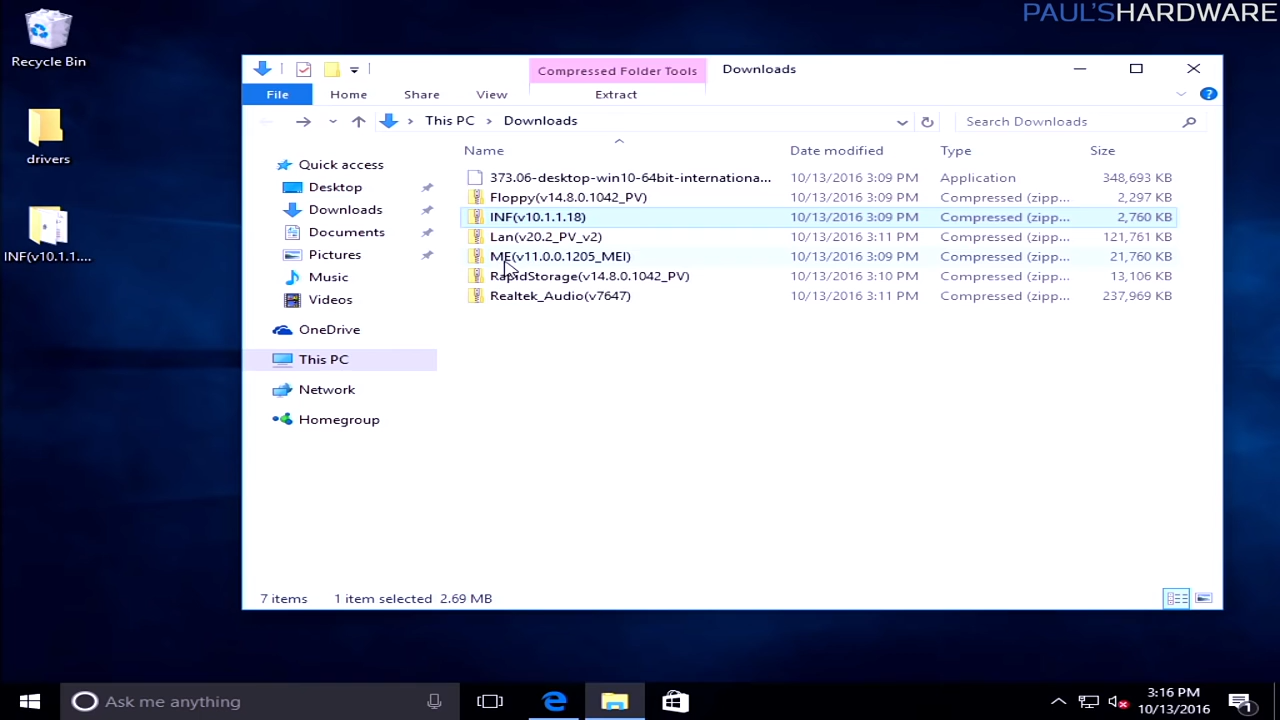 PAUL'SHARDWARE
Recycle Bin
drivers
INF(v10.1.1....
Compressed Folder Tools
Downloads
File
Home
Share
View
Extract
This PC
Downloads
Search Downloads
Name
Date modified
Type
Size
373.06-desktop-win10-64bit-internationa... 10/13/2016 3:09 PM Application 348,693 KB
Floppy(v14.8.0.1042_PV) 10/13/2016 3:09 PM Compressed (zipp... 2,297 KB
INF(v10.1.1.18) 10/13/2016 3:09 PM Compressed (zipp... 2,760 KB
Lan(v20.2_PV_v2) 10/13/2016 3:11 PM Compressed (zipp... 121,761 KB
ME(v11.0.0.1205_MEI) 10/13/2016 3:09 PM Compressed (zipp... 21,760 KB
RapidStorage(v14.8.0.1042_PV) 10/13/2016 3:10 PM Compressed (zipp... 13,106 KB
Realtek_Audio(v7647) 10/13/2016 3:11 PM Compressed (zipp... 237,969 KB
Quick access
Desktop
Downloads
Documents
Pictures
Music
Videos
OneDrive
This PC
Network
Homegroup
7 items 1 item selected 2.69 MB
Ask me anything
3:16 PM
10/13/2016
1